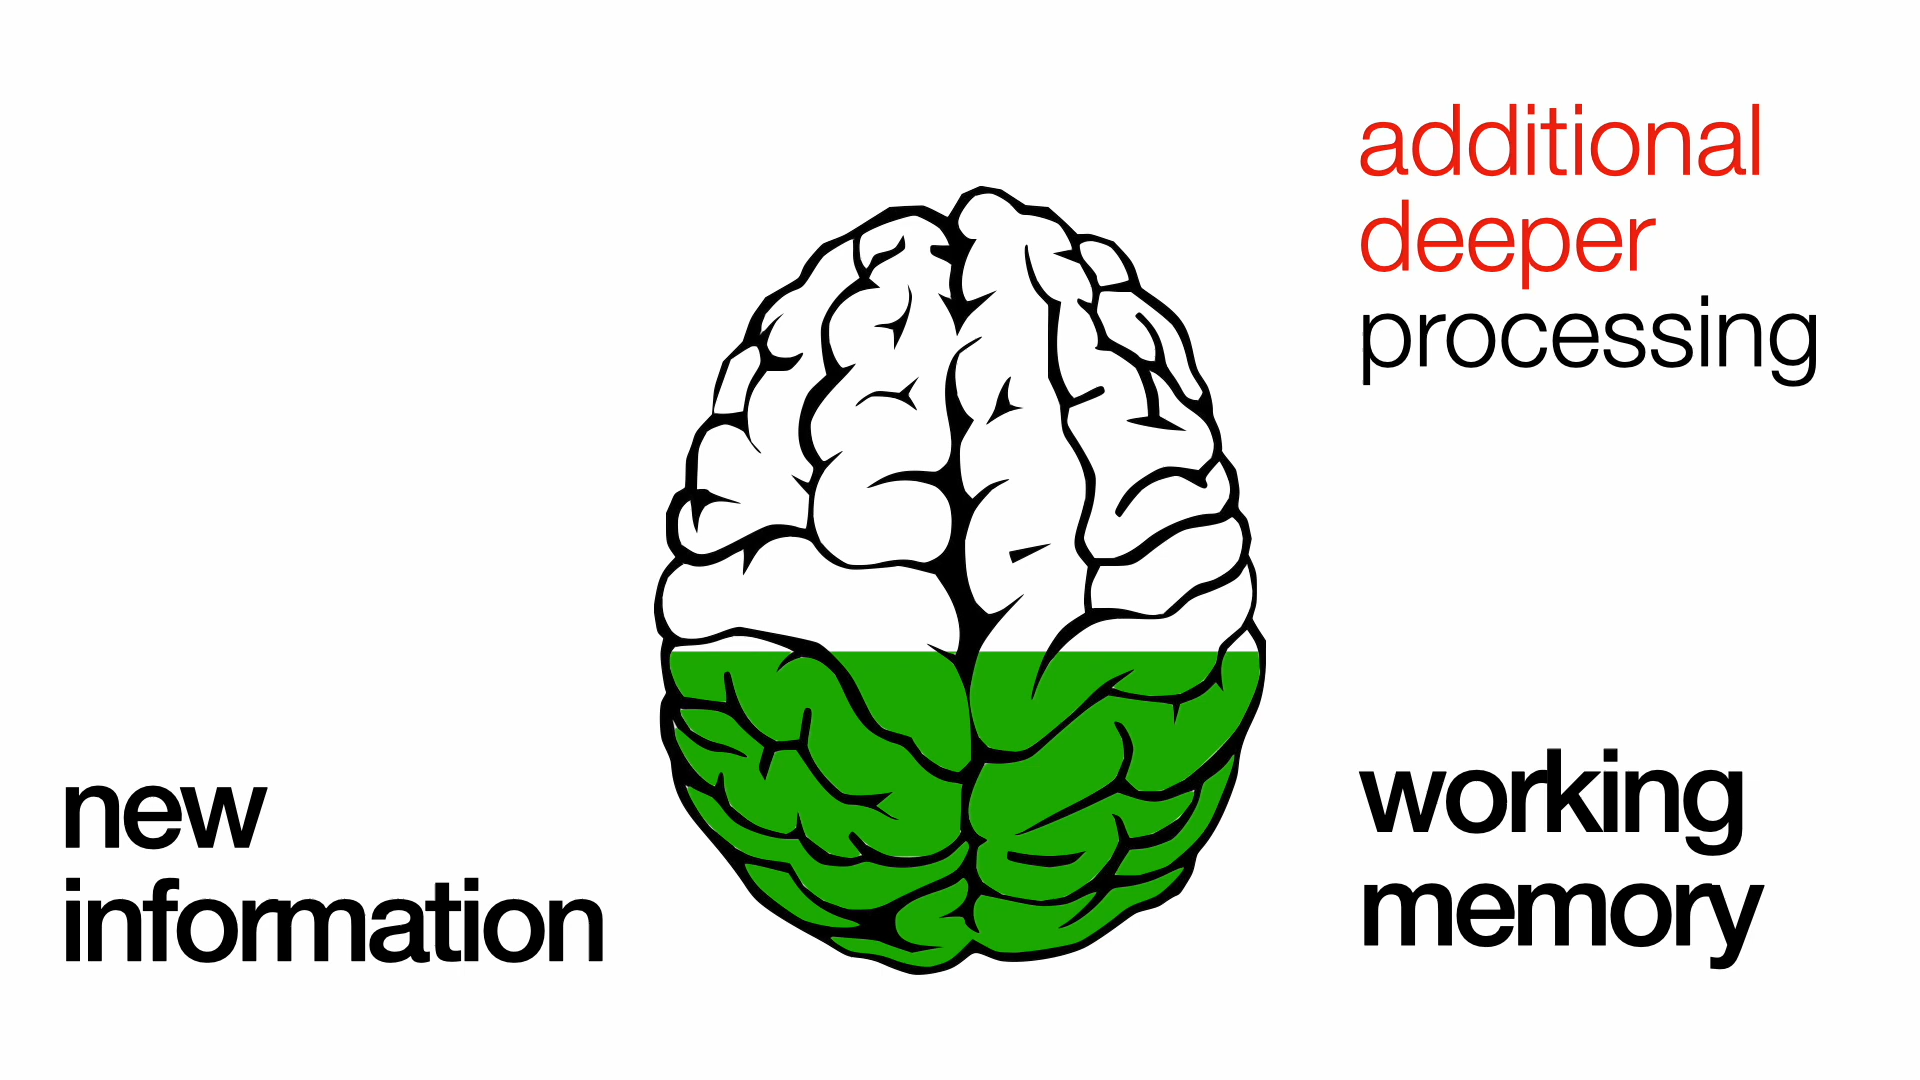 additional
deeper
processing
new
information
working
memory